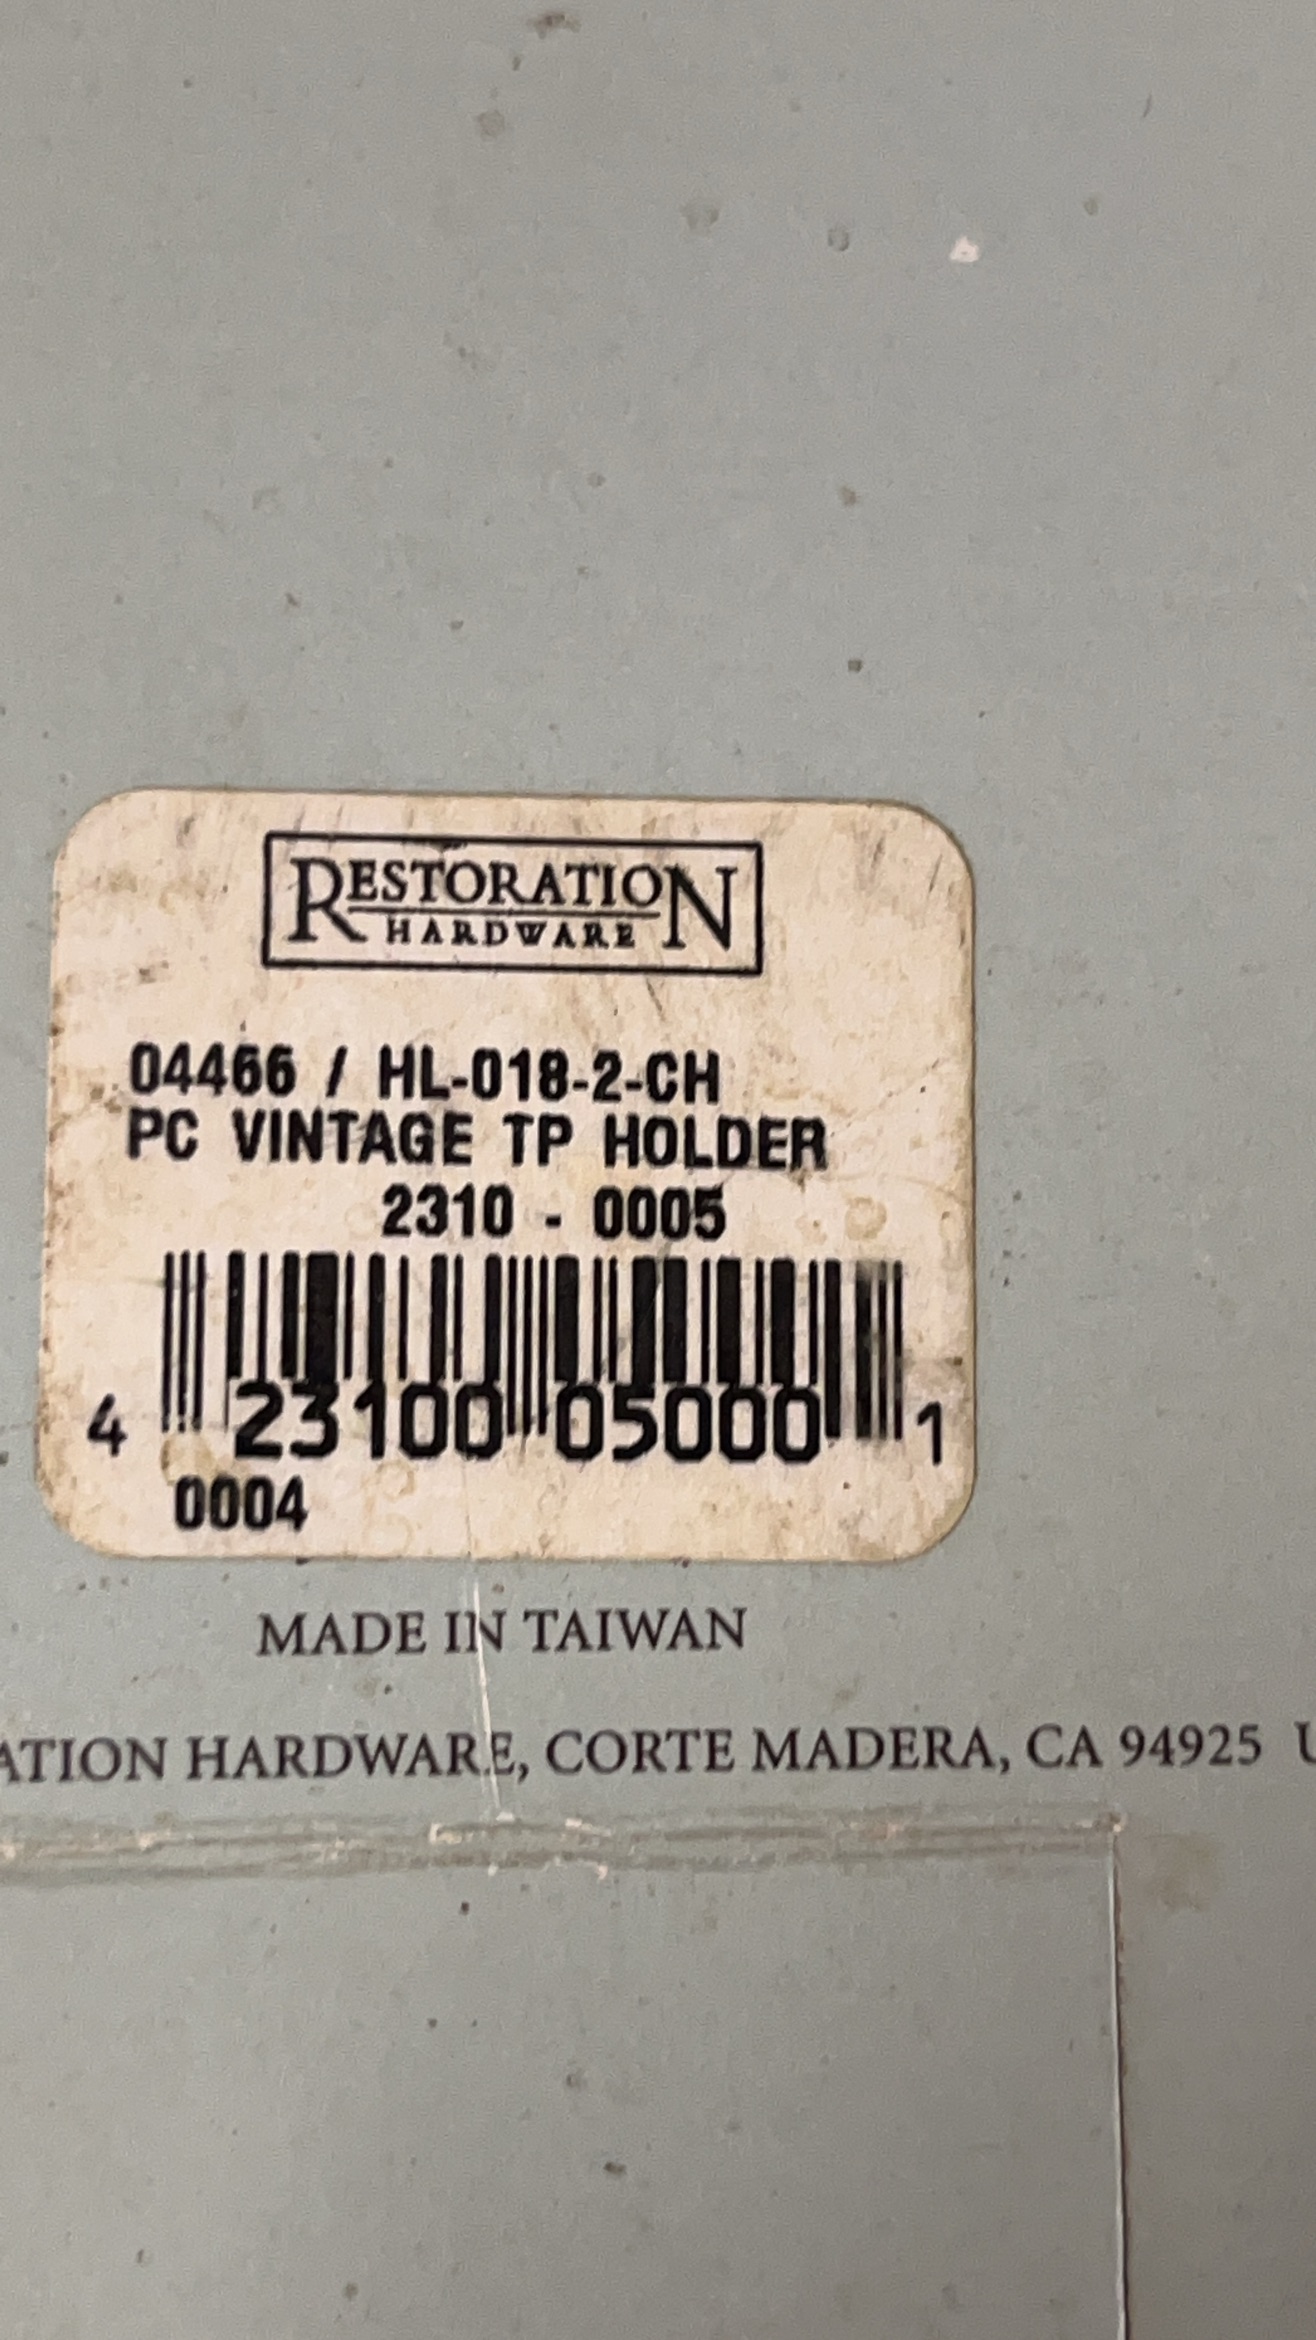 RESTORATION
HARDWARE
04466 / HL-018-2-CH
PC VINTAGE TP HOLDER
2310 - 0005
4 23100 05000 1
0004
MADE IN TAIWAN
ATION HARDWARE, CORTE MADERA, CA 94925 U